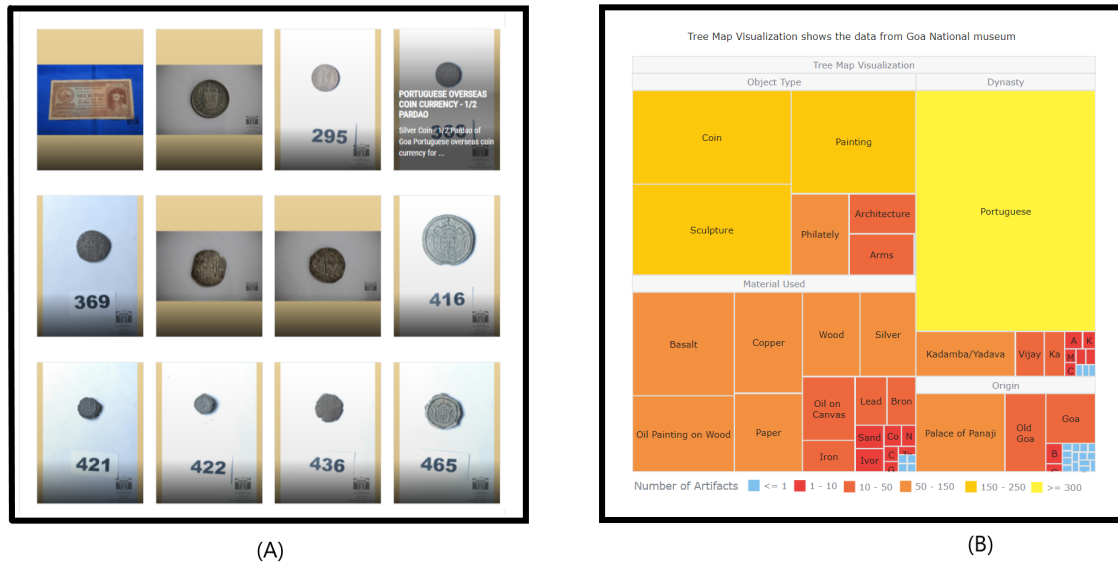 295
363
PORTUGUESE OVERSEAS
COIN CURRENCY - 1/2
PARDAO
Silver Coin - 1/2 Pardao of
Goa Portuguese overseas coin
currency for ...
369
416
421
422
436
465
(A)
Tree Map Visualization shows the data from Goa National museum
Tree Map Visualization
Object Type
Coin
Painting
Sculpture
Philately
Architecture
Arms
Material Used
Basalt
Copper
Wood
Silver
Oil Painting on Wood
Paper
Oil on
Canvas
Lead
Bron
Iron
Sand
Co
N
Ivor
C
G
Dynasty
Portuguese
Kadamba/Yadava
Vijay
Ka
A
K
M
C
Origin
Palace of Panaji
Old
Goa
Goa
B
Number of Artifacts
<= 1
1 - 10
10 - 50
50 - 150
150 - 250
>= 300
(B)